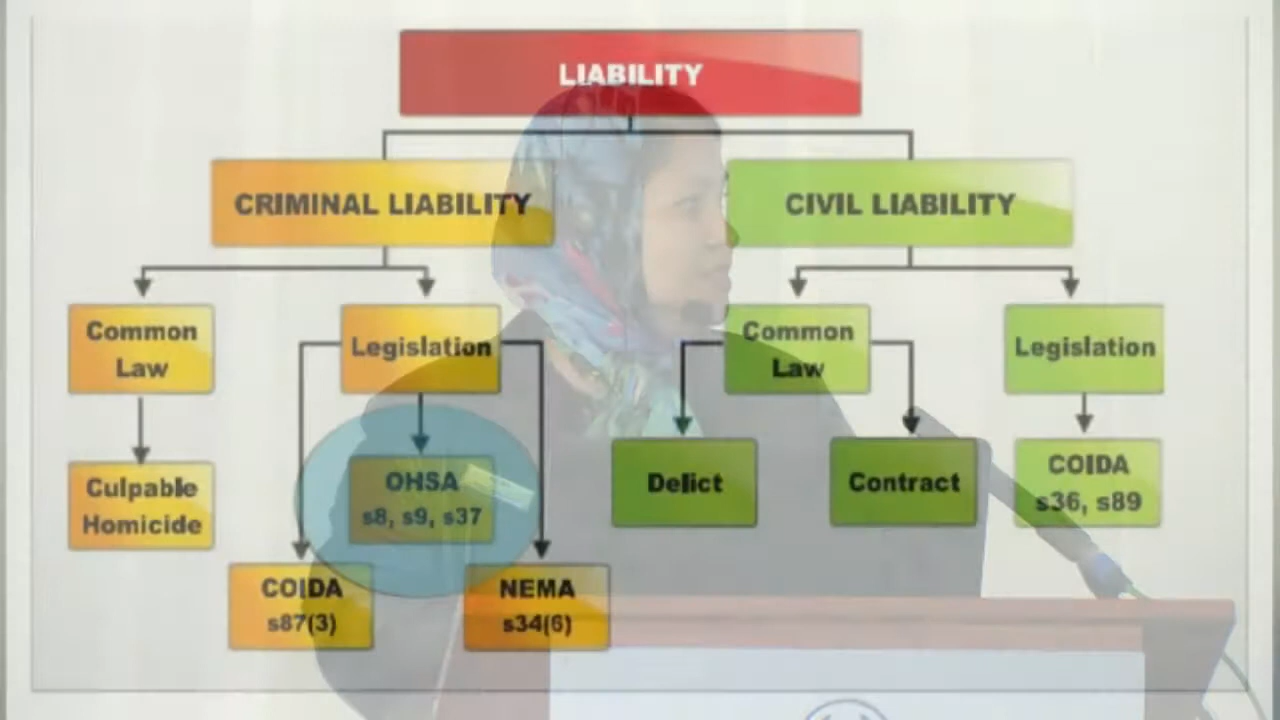 LIABILITY
CRIMINAL LIABILITY
CIVIL LIABILITY
Common
Law
Legislation
Common
Law
Legislation
Culpable
Homicide
OHSA
s8, s9, s37
Delict
Contract
COIDA
s36, s89
COIDA
s87(3)
NEMA
s34(6)